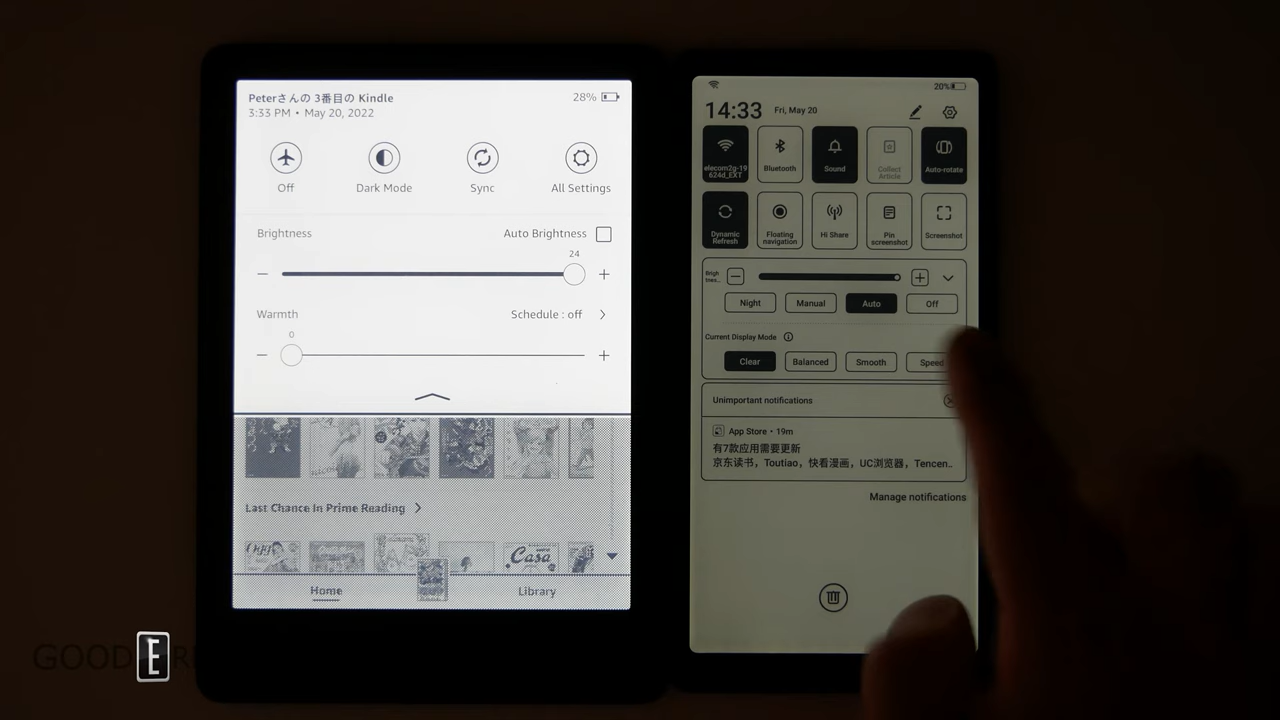 Peterさんの 3番目の Kindle
28%
3:33 PM • May 20, 2022
Off
Dark Mode
Sync
All Settings
Brightness
Auto Brightness
24
Warmth
Schedule : off
0
Last Chance In Prime Reading
Casa
Home
Library
20%
14:33
Fri, May 20
elecom2g-19
624d_EXT
Bluetooth
Sound
Collect
Article
Auto-rotate
Dynamic
Refresh
Floating
navigation
Hi Share
Pin
screenshot
Screenshot
Brigh
tnes...
Night
Manual
Auto
Off
Current Display Mode
Clear
Balanced
Smooth
Speed
Unimportant notifications
App Store • 19m
有7款应用需要更新
京东读书，Toutiao，快看漫画，UC浏览器，Tencen..
Manage notifications
GOOD E R